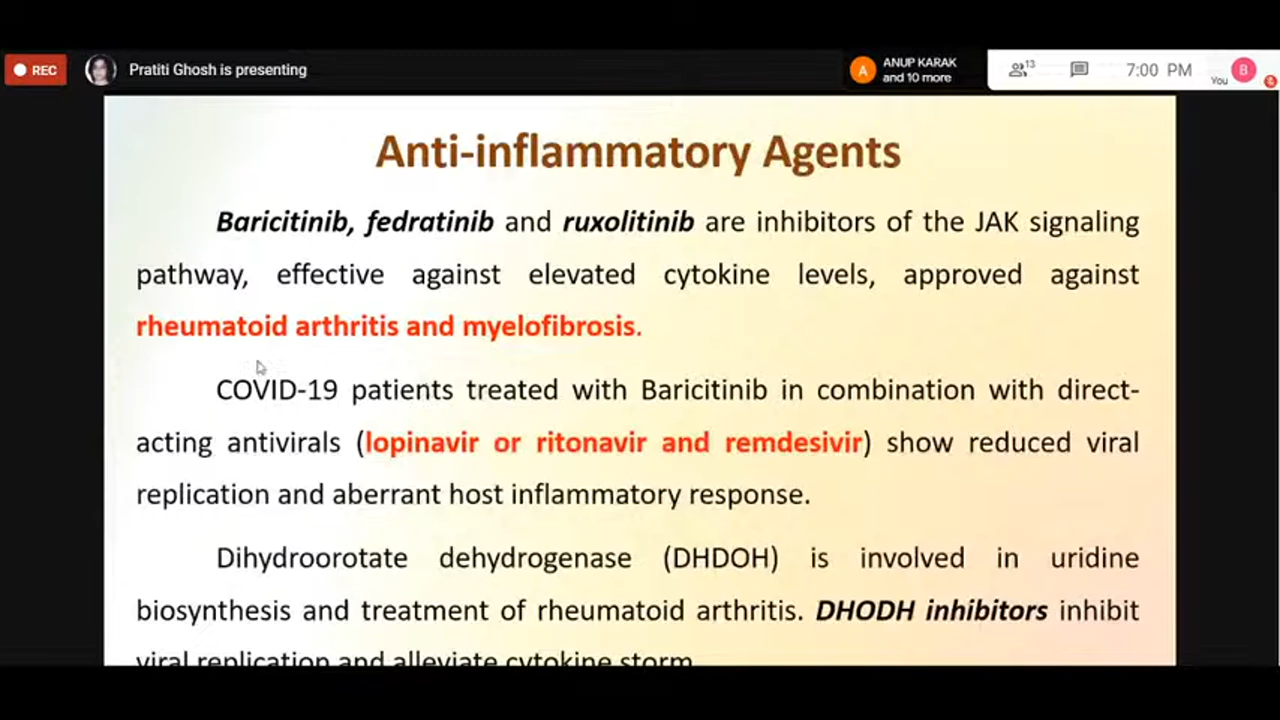 REC
Pratiti Ghosh is presenting
A
ANUP KARAK
and 10 more
13
7:00 PM
You
B
Anti-inflammatory Agents
Baricitinib, fedratinib and ruxolitinib are inhibitors of the JAK signaling
pathway, effective against elevated cytokine levels, approved against
rheumatoid arthritis and myelofibrosis.
COVID-19 patients treated with Baricitinib in combination with direct-
acting antivirals (lopinavir or ritonavir and remdesivir) show reduced viral
replication and aberrant host inflammatory response.
Dihydroorotate dehydrogenase (DHDOH) is involved in uridine
biosynthesis and treatment of rheumatoid arthritis. DHODH inhibitors inhibit
viral replication and alleviate cytokine storm